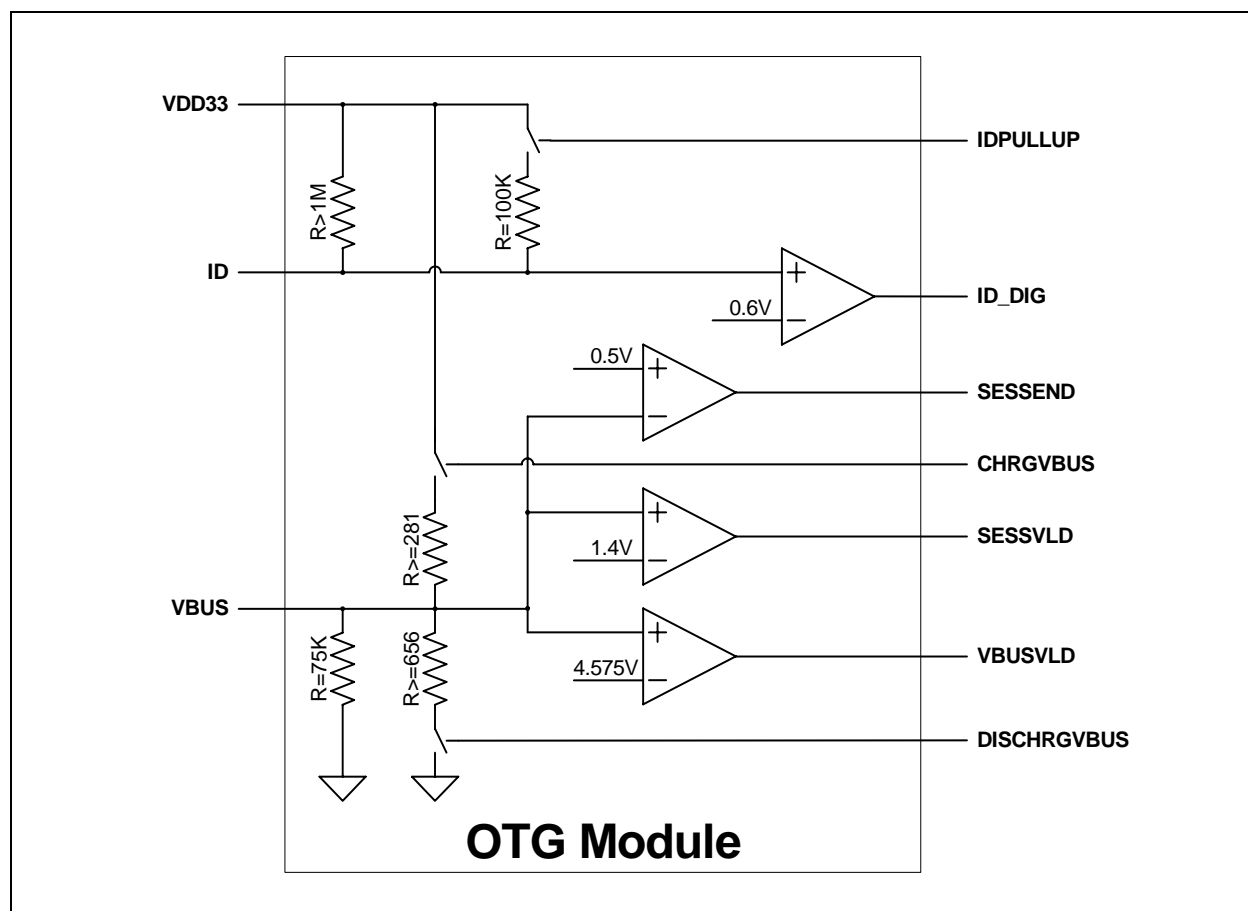 VDD33
IDPULLUP
R>1M
R=100K
ID
ID_DIG
0.6V
0.5V
SESSEND
CHRGVBUS
R>=281
1.4V
SESSVLD
VBUS
R=75K
R>=656
4.575V
VBUSVLD
DISCHRGVBUS
OTG Module